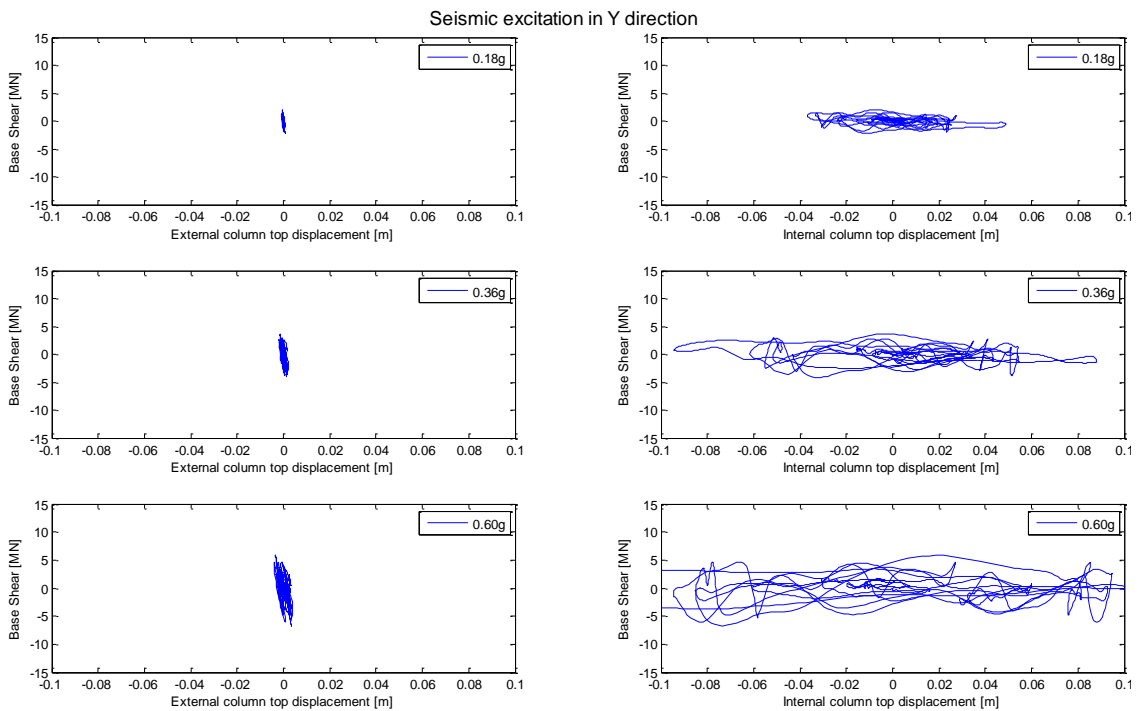 Seismic excitation in Y direction
15
10
5
0
-5
-10
-15
Base Shear [MN]
0.18g
-0.1 -0.08 -0.06 -0.04 -0.02 0 0.02 0.04 0.06 0.08 0.1
External column top displacement [m]
15
10
5
0
-5
-10
-15
Base Shear [MN]
0.18g
-0.1 -0.08 -0.06 -0.04 -0.02 0 0.02 0.04 0.06 0.08 0.1
Internal column top displacement [m]
15
10
5
0
-5
-10
-15
Base Shear [MN]
0.36g
-0.1 -0.08 -0.06 -0.04 -0.02 0 0.02 0.04 0.06 0.08 0.1
External column top displacement [m]
15
10
5
0
-5
-10
-15
Base Shear [MN]
0.36g
-0.1 -0.08 -0.06 -0.04 -0.02 0 0.02 0.04 0.06 0.08 0.1
Internal column top displacement [m]
15
10
5
0
-5
-10
-15
Base Shear [MN]
0.60g
-0.1 -0.08 -0.06 -0.04 -0.02 0 0.02 0.04 0.06 0.08 0.1
External column top displacement [m]
15
10
5
0
-5
-10
-15
Base Shear [MN]
0.60g
-0.1 -0.08 -0.06 -0.04 -0.02 0 0.02 0.04 0.06 0.08 0.1
Internal column top displacement [m]